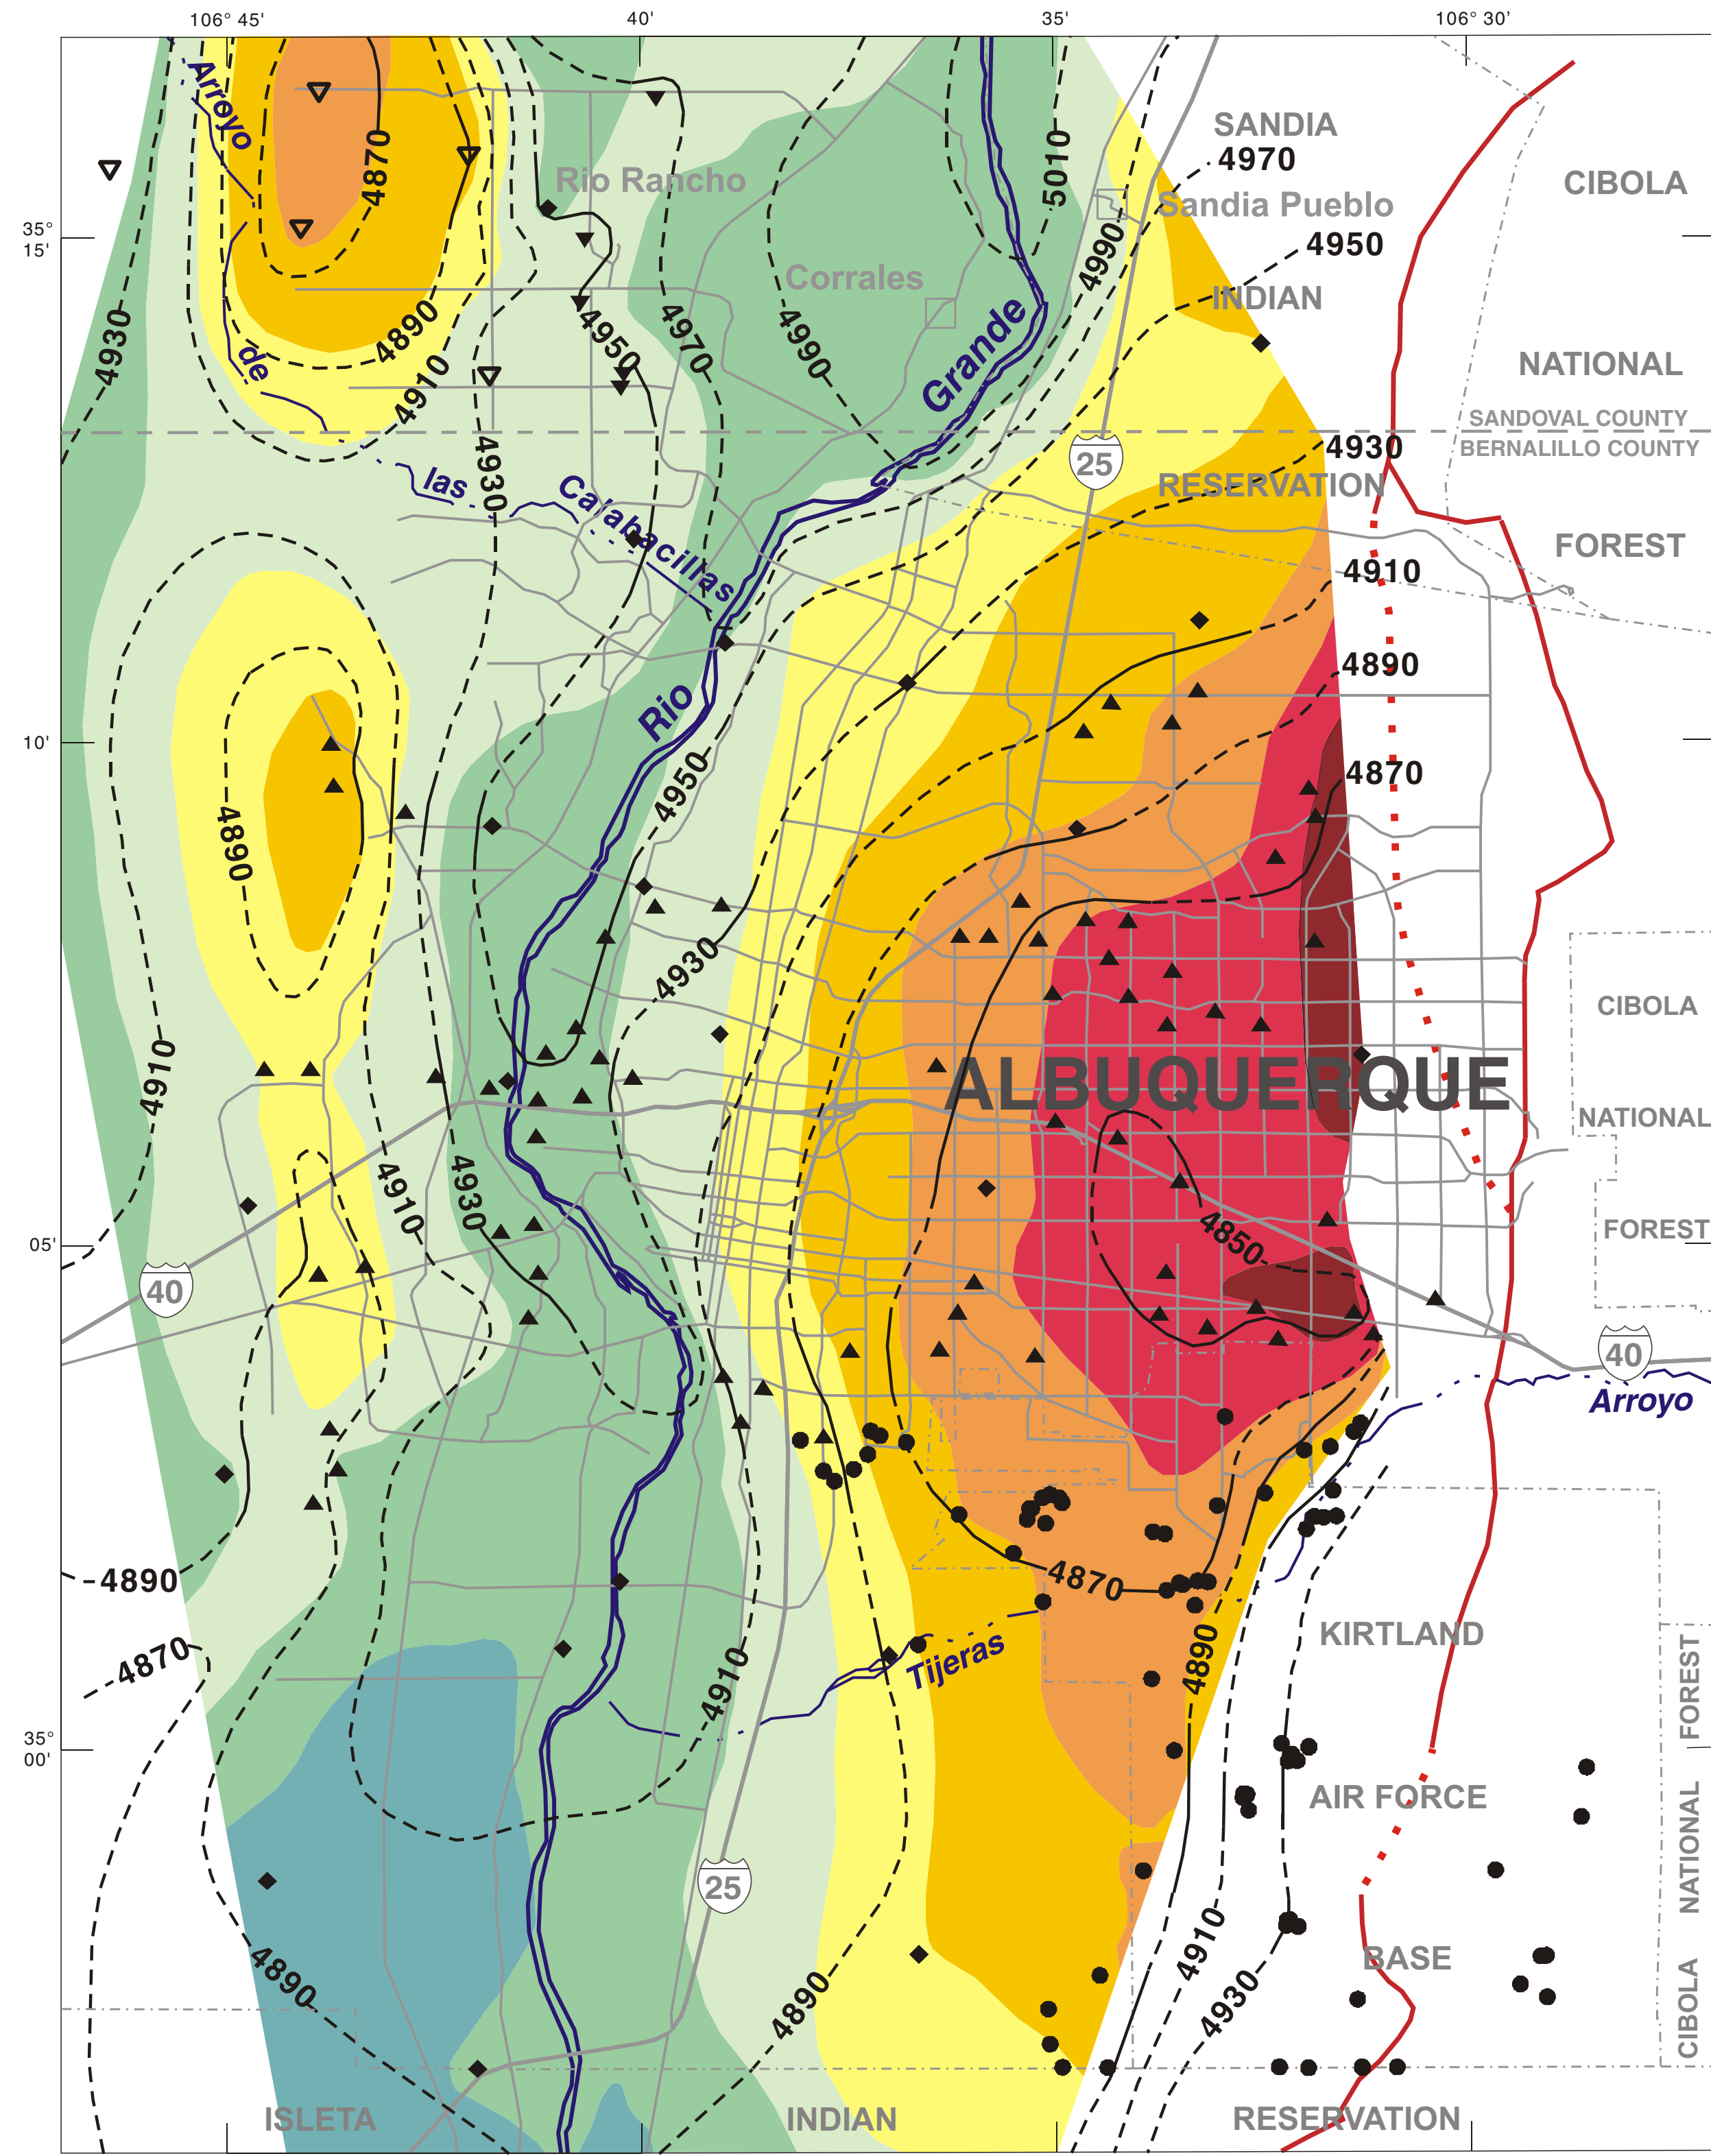 106° 45'
40'
35'
106° 30'
Arroyo
4870
5010
SANDIA
4970
CIBOLA
Rio Rancho
Sandia Pueblo
35°
15'
4990
4950
Corrales
INDIAN
4930
4890
4950
4970
4990
Grande
NATIONAL
de
4910
SANDOVAL COUNTY
BERNALILLO COUNTY
4930
25
4930
las
Calabacillas
RESERVATION
FOREST
4910
4890
Rio
10'
4950
4870
4890
4930
CIBOLA
4910
ALBUQUERQUE
NATIONAL
4910
4930
4850
FOREST
05'
40
40
Arroyo
4890
4870
4870
KIRTLAND
Tijeras
4890
4910
FOREST
35°
00'
AIR FORCE
NATIONAL
25
4910
BASE
4890
4890
4930
CIBOLA
ISLETA
INDIAN
RESERVATION